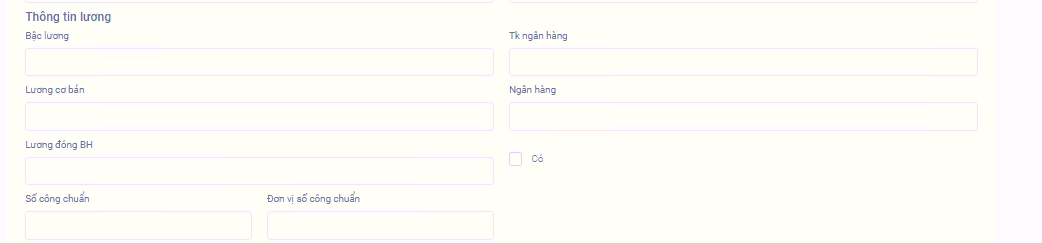 Thông tin lương
Bậc lương
Tk ngân hàng
Lương cơ bản
Ngân hàng
Lương đóng BH
Có
Số công chuẩn
Đơn vị số công chuẩn